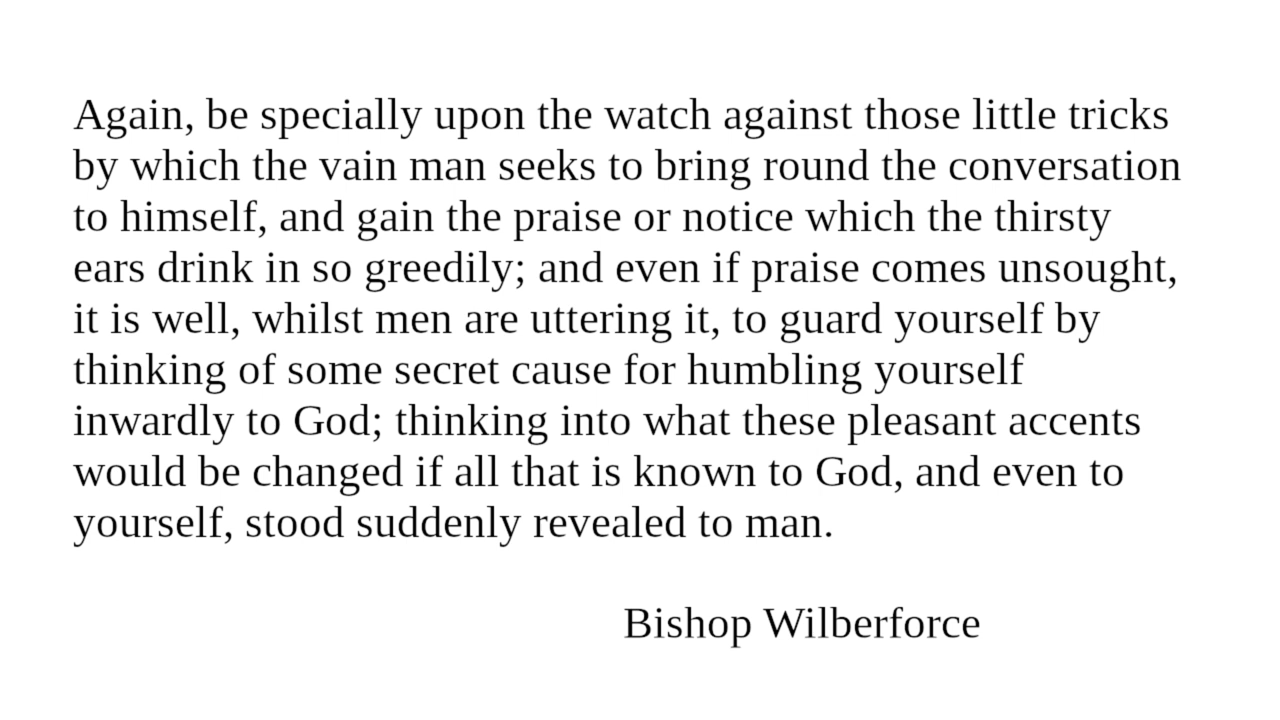 Again, be specially upon the watch against those little tricks
by which the vain man seeks to bring round the conversation
to himself, and gain the praise or notice which the thirsty
ears drink in so greedily; and even if praise comes unsought,
it is well, whilst men are uttering it, to guard yourself by
thinking of some secret cause for humbling yourself
inwardly to God; thinking into what these pleasant accents
would be changed if all that is known to God, and even to
yourself, stood suddenly revealed to man.
Bishop Wilberforce